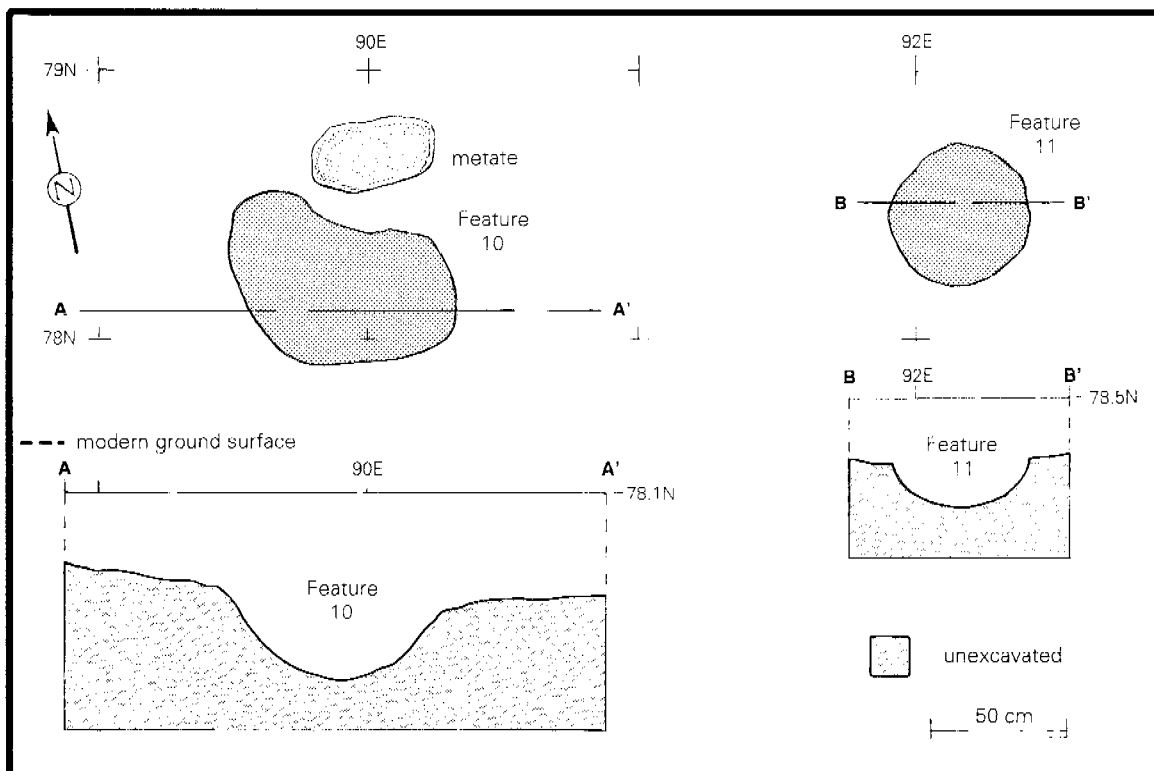 90E
92E
79N
Feature
11
metate
N
Feature
10
B B'
A A'
78N
B 92E B'
78.5N
modern ground surface
A 90E A'
78.1N
Feature
11
Feature
10
unexcavated
50 cm